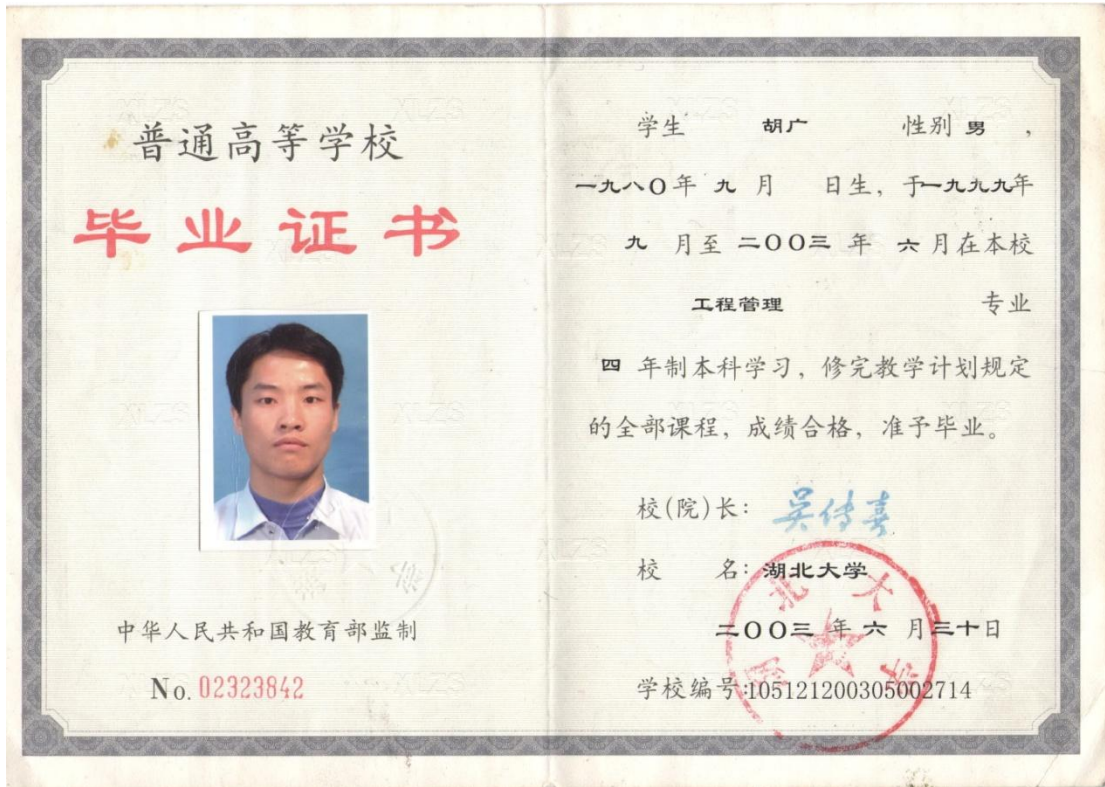 普通高等学校
毕业证书
中华人民共和国教育部监制
No. 02323842
学生 胡广 性别 男 ,
一九八〇年 九 月 日生, 于一九九九年
九 月至 二〇〇三 年 六 月在本校
工程管理 专业
四 年制本科学习, 修完教学计划规定
的全部课程, 成绩合格, 准予毕业。
校(院)长: 吴传喜
校 名: 湖北大学
二〇〇三 年 六 月三十日
学校编号:105121200305002714
湖北大学
XLZS